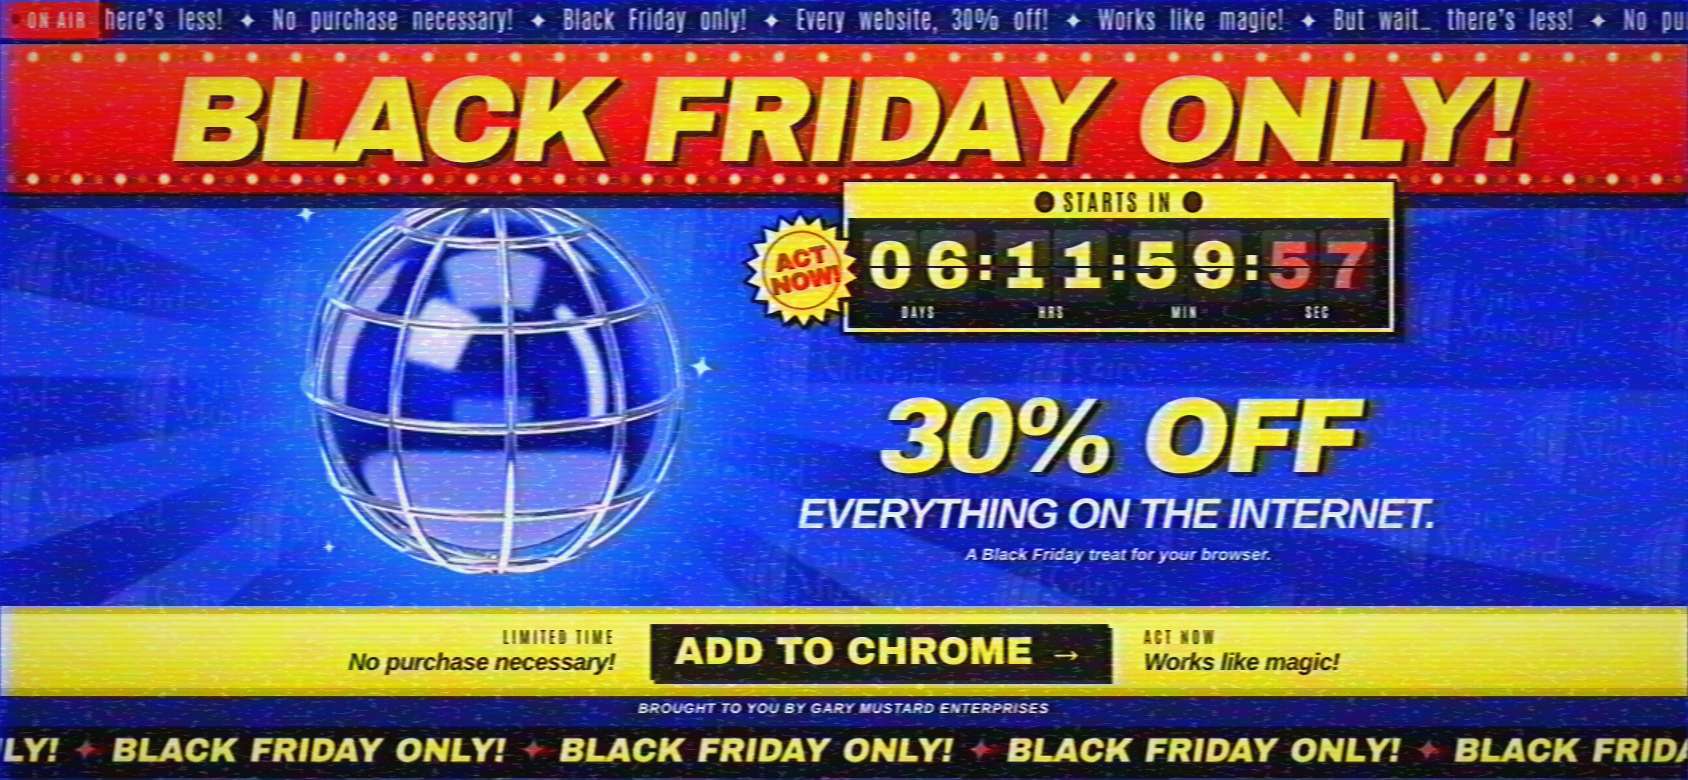 ON AIR here's less! ✦ No purchase necessary! ✦ Black Friday only! ✦ Every website, 30% off! ✦ Works like magic! ✦ But wait… there's less! ✦ No pu
BLACK FRIDAY ONLY!
STARTS IN
ACT
NOW!
06:11:59:57
DAYS HRS MIN SEC
30% OFF
EVERYTHING ON THE INTERNET.
A Black Friday treat for your browser.
LIMITED TIME
No purchase necessary!
ADD TO CHROME →
ACT NOW
Works like magic!
BROUGHT TO YOU BY GARY MUSTARD ENTERPRISES
LY! ✦ BLACK FRIDAY ONLY! ✦ BLACK FRIDAY ONLY! ✦ BLACK FRIDAY ONLY! ✦ BLACK FRIDA